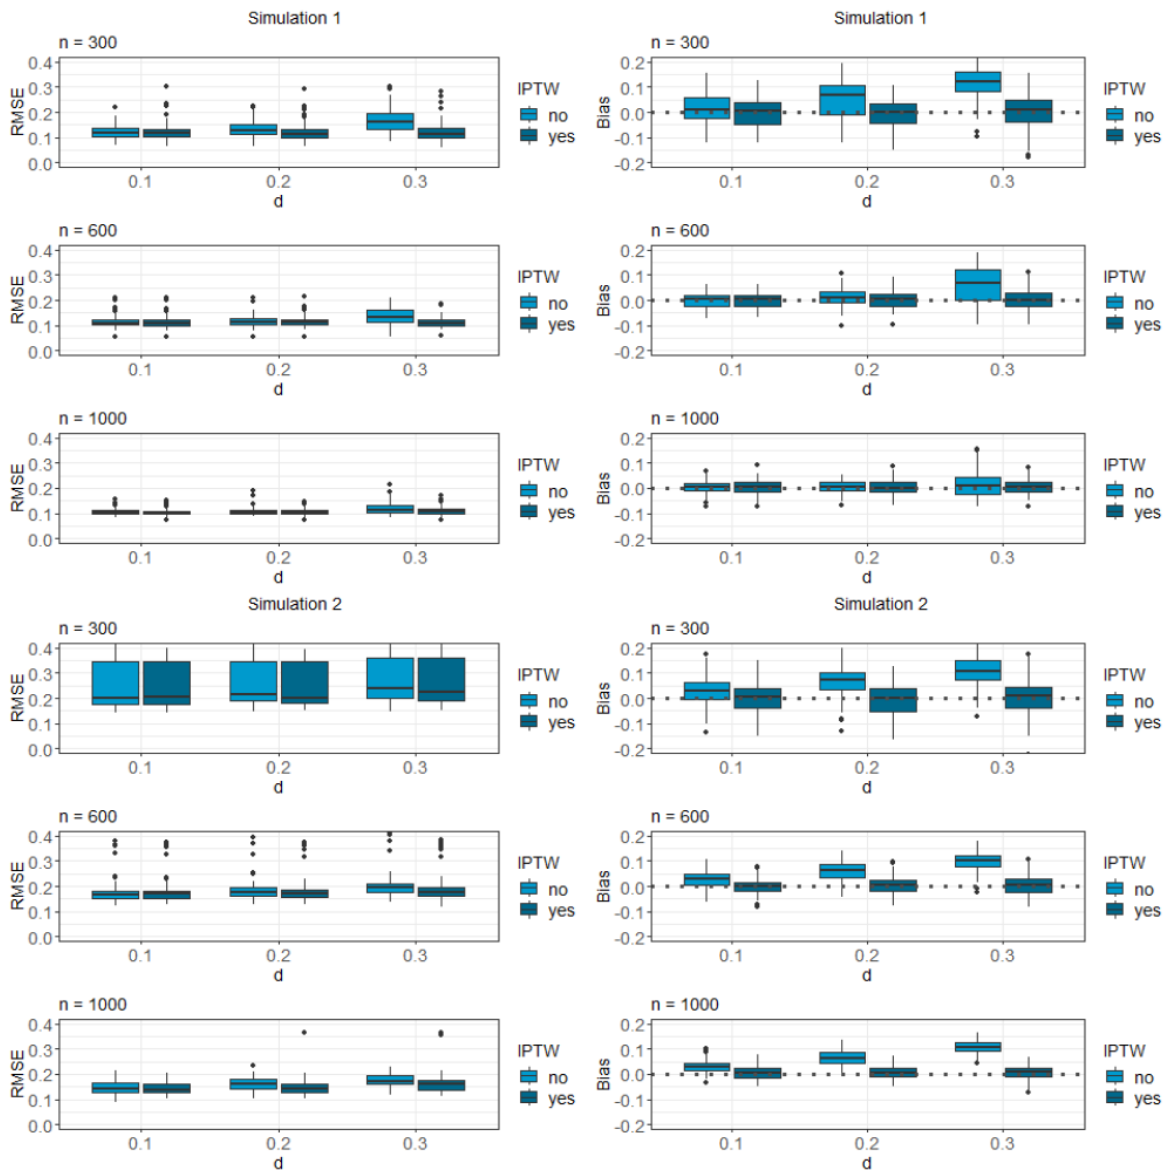 Simulation 1
n = 300
RMSE
0.4
0.3
0.2
0.1
0.0
0.1 0.2 0.3
d
IPTW
no
yes
Simulation 1
n = 300
Bias
0.2
0.1
0.0
-0.1
-0.2
0.1 0.2 0.3
d
IPTW
no
yes
n = 600
RMSE
0.4
0.3
0.2
0.1
0.0
0.1 0.2 0.3
d
IPTW
no
yes
n = 600
Bias
0.2
0.1
0.0
-0.1
-0.2
0.1 0.2 0.3
d
IPTW
no
yes
n = 1000
RMSE
0.4
0.3
0.2
0.1
0.0
0.1 0.2 0.3
d
IPTW
no
yes
n = 1000
Bias
0.2
0.1
0.0
-0.1
-0.2
0.1 0.2 0.3
d
IPTW
no
yes
Simulation 2
n = 300
RMSE
0.4
0.3
0.2
0.1
0.0
0.1 0.2 0.3
d
IPTW
no
yes
Simulation 2
n = 300
Bias
0.2
0.1
0.0
-0.1
-0.2
0.1 0.2 0.3
d
IPTW
no
yes
n = 600
RMSE
0.4
0.3
0.2
0.1
0.0
0.1 0.2 0.3
d
IPTW
no
yes
n = 600
Bias
0.2
0.1
0.0
-0.1
-0.2
0.1 0.2 0.3
d
IPTW
no
yes
n = 1000
RMSE
0.4
0.3
0.2
0.1
0.0
0.1 0.2 0.3
d
IPTW
no
yes
n = 1000
Bias
0.2
0.1
0.0
-0.1
-0.2
0.1 0.2 0.3
d
IPTW
no
yes